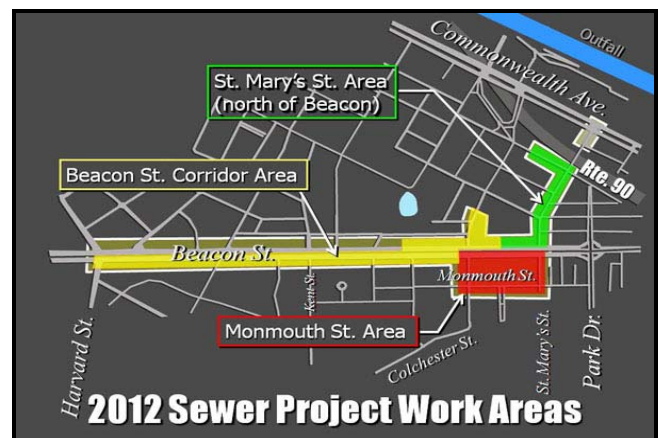 Outfall
Commonwealth Ave.
St. Mary's St. Area
(north of Beacon)
Rte. 90
Beacon St. Corridor Area
Beacon St.
Monmouth St.
Kent St.
Monmouth St. Area
Colchester St.
Harvard St.
St. Mary's St.
Park Dr.
2012 Sewer Project Work Areas